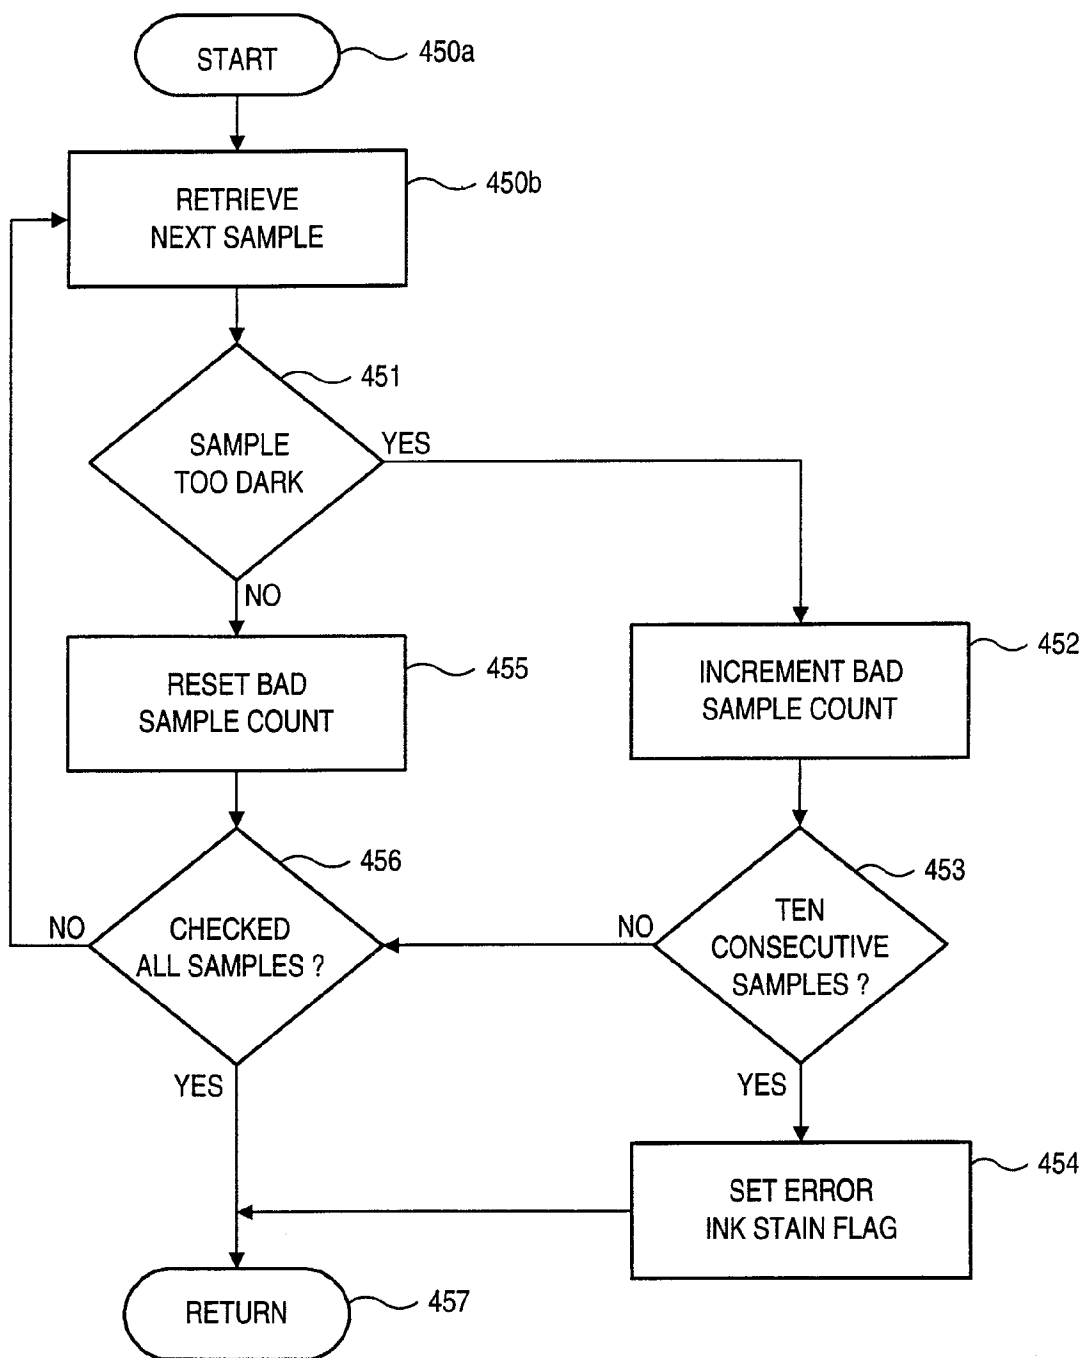 START
450a
RETRIEVE
NEXT SAMPLE
450b
SAMPLE
TOO DARK
451
YES
NO
RESET BAD
SAMPLE COUNT
455
INCREMENT BAD
SAMPLE COUNT
452
CHECKED
ALL SAMPLES ?
456
NO
YES
TEN
CONSECUTIVE
SAMPLES ?
453
NO
YES
SET ERROR
INK STAIN FLAG
454
RETURN
457